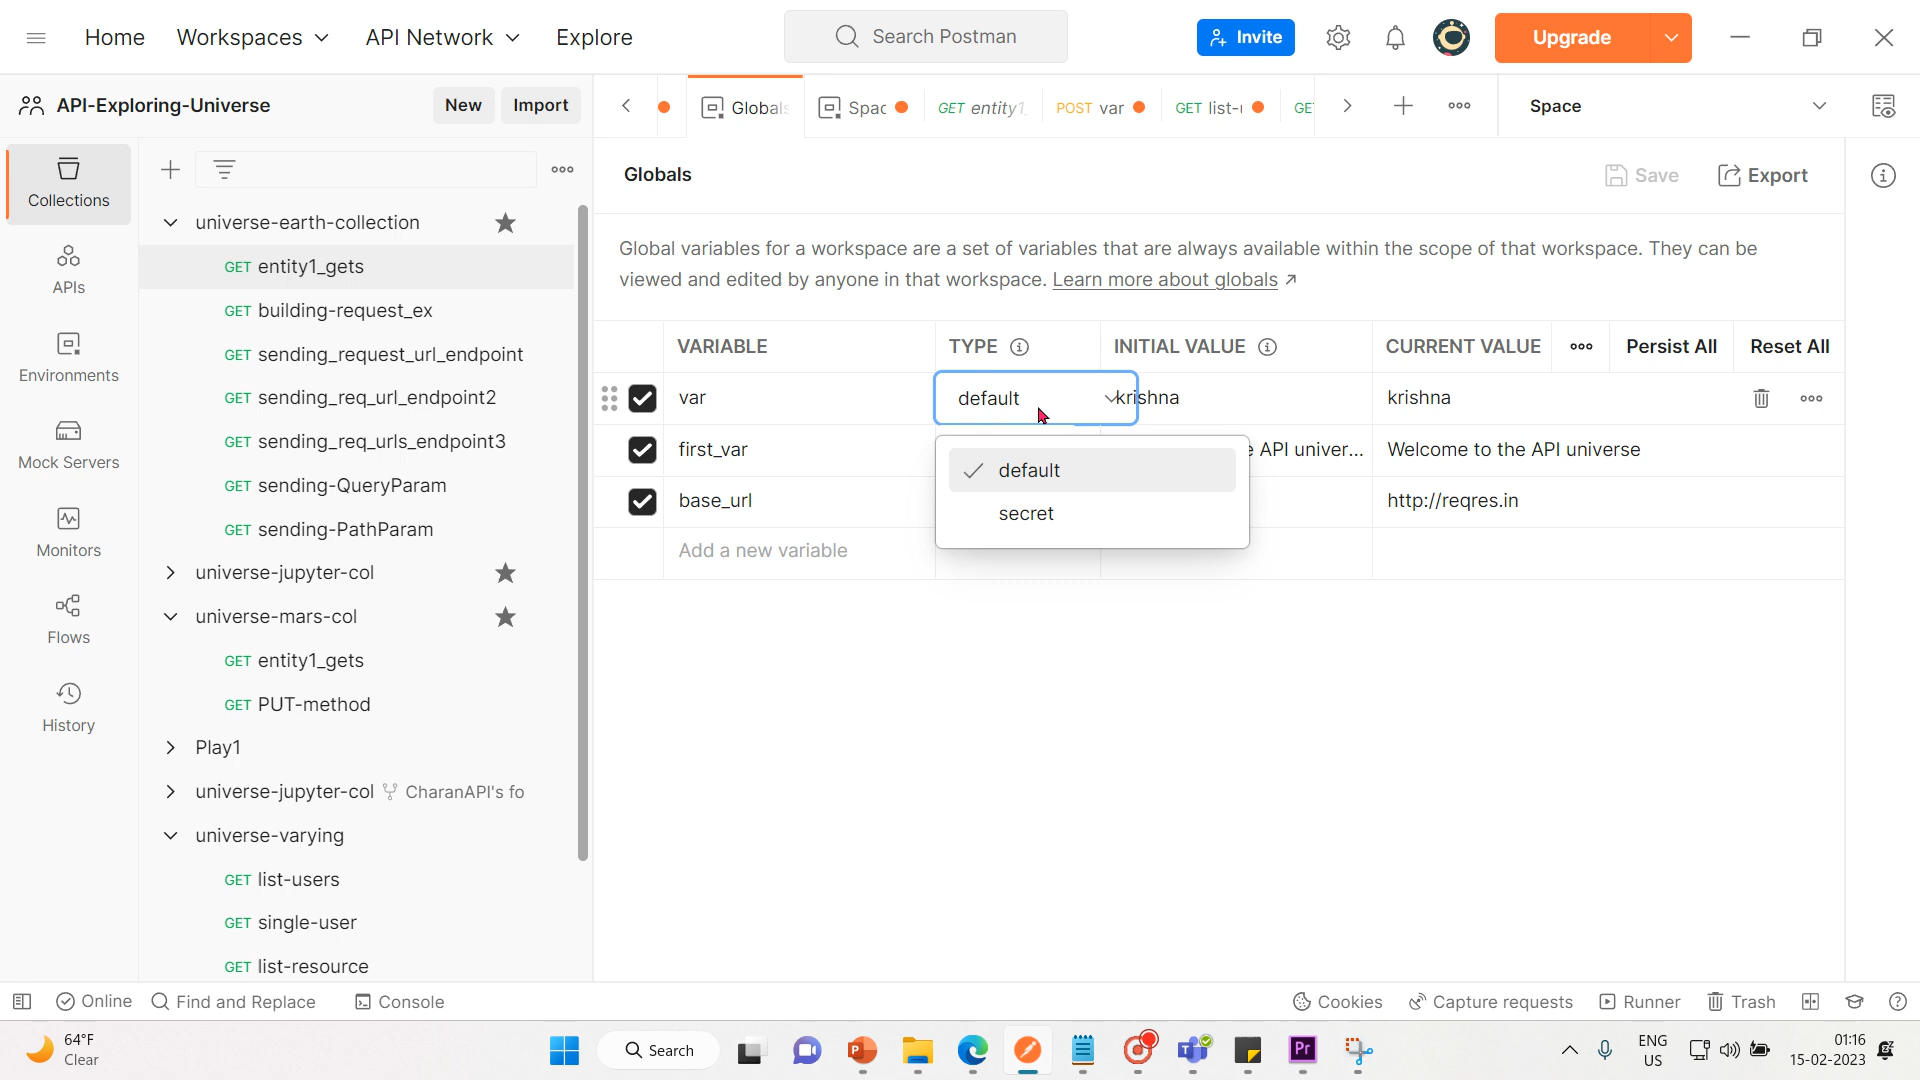 Home Workspaces API Network Explore Search Postman Invite Upgrade
API-Exploring-Universe New Import Globals Spac GET entity1_ POST var GET list- GE Space
Collections
APIs
Environments
Mock Servers
Monitors
Flows
History
universe-earth-collection
GET entity1_gets
GET building-request_ex
GET sending_request_url_endpoint
GET sending_req_url_endpoint2
GET sending_req_urls_endpoint3
GET sending-QueryParam
GET sending-PathParam
universe-jupyter-col
universe-mars-col
GET entity1_gets
GET PUT-method
Play1
universe-jupyter-col CharanAPI's fo
universe-varying
GET list-users
GET single-user
GET list-resource
Globals Save Export
Global variables for a workspace are a set of variables that are always available within the scope of that workspace. They can be
viewed and edited by anyone in that workspace. Learn more about globals
VARIABLE TYPE INITIAL VALUE CURRENT VALUE Persist All Reset All
var default krishna krishna
first_var e API univer... Welcome to the API universe
base_url http://reqres.in
Add a new variable
default
secret
Online Find and Replace Console Cookies Capture requests Runner Trash
64°F
Clear
Search
ENG
US
01:16
15-02-2023